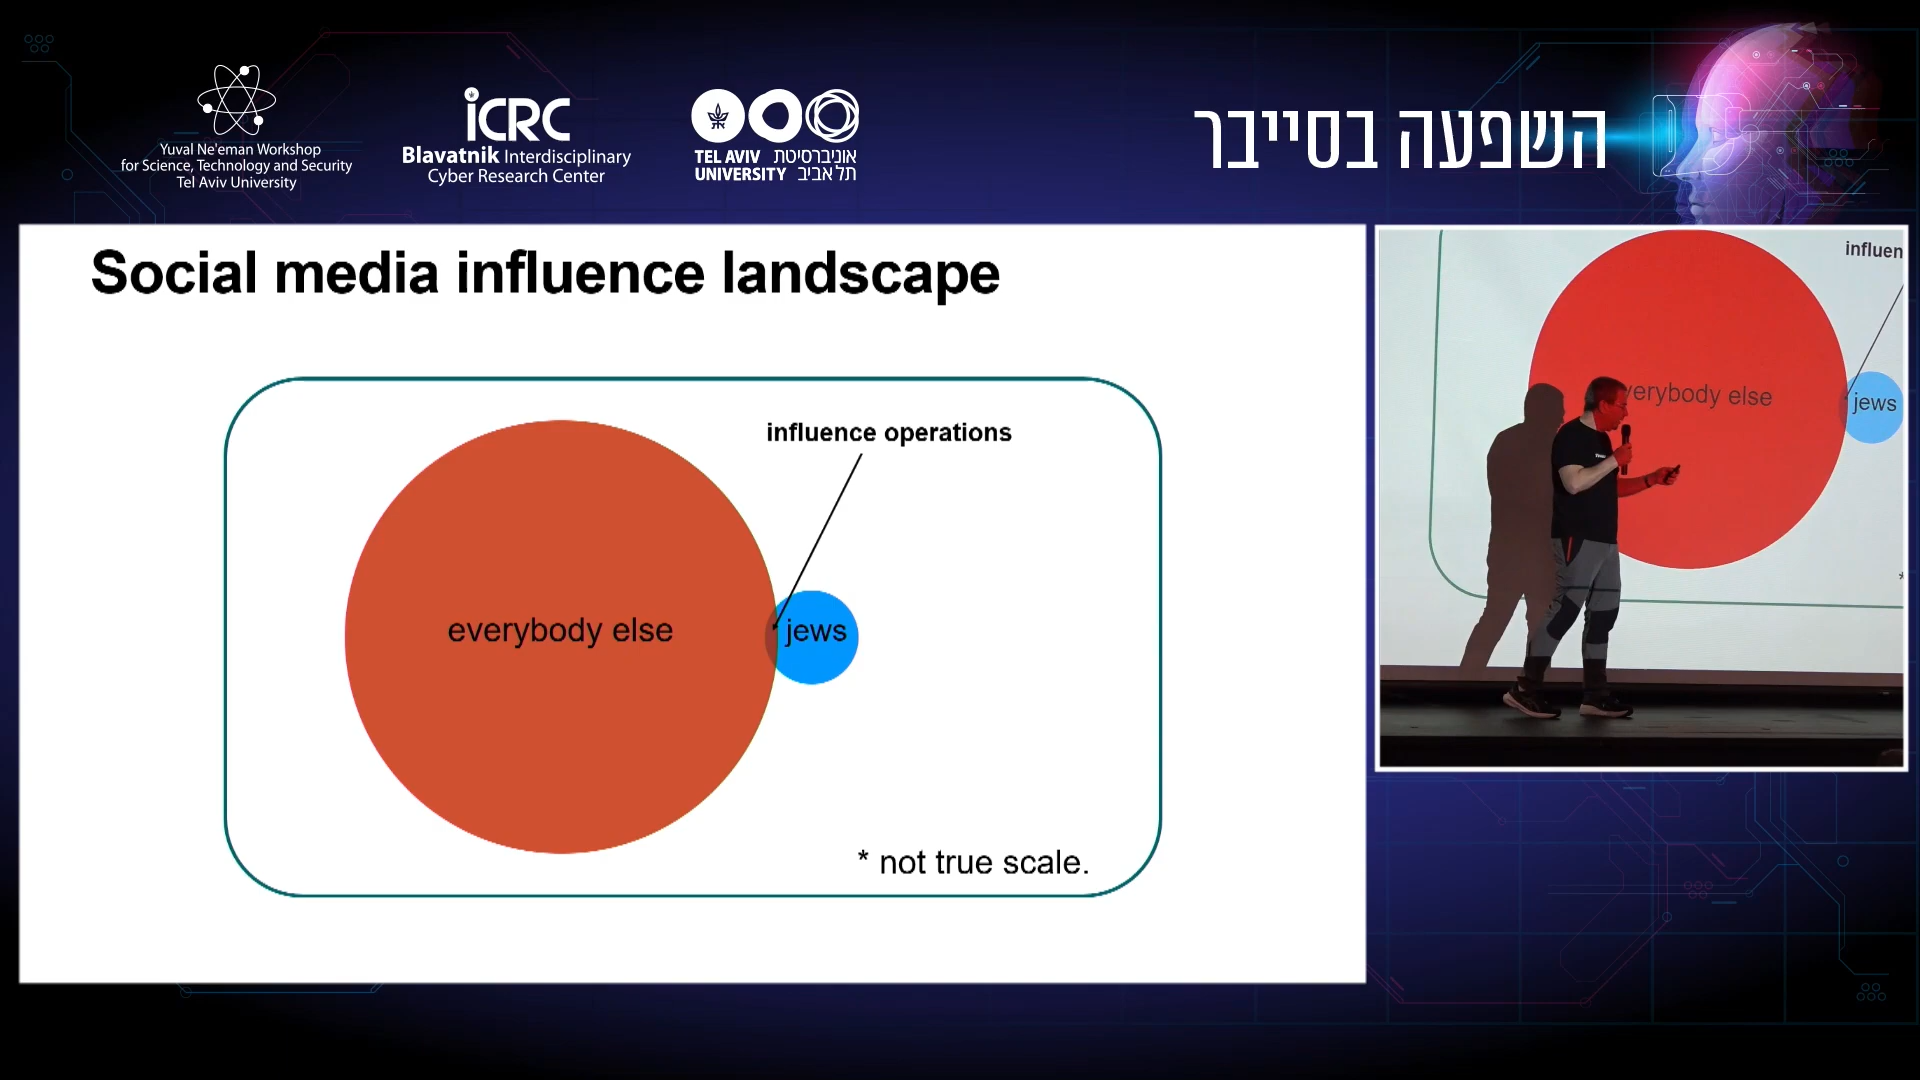 Yuval Ne'eman Workshop
for Science, Technology and Security
Tel Aviv University
iCRC
Blavatnik Interdisciplinary
Cyber Research Center
TEL AVIV אוניברסיטת
UNIVERSITY תל אביב
השפעה בסייבר
Social media influence landscape
influence operations
everybody else
jews
* not true scale.
influen
verybody else
jews
*